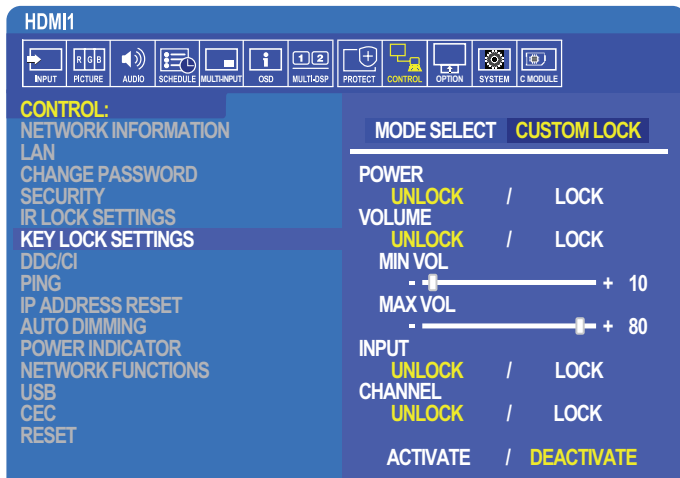 HDMI1
INPUT PICTURE AUDIO SCHEDULE MULTI-INPUT OSD MULTI-DSP PROTECT CONTROL OPTION SYSTEM C MODULE
R G B
1 2
CONTROL:
NETWORK INFORMATION
LAN
CHANGE PASSWORD
SECURITY
IR LOCK SETTINGS
KEY LOCK SETTINGS
DDC/CI
PING
IP ADDRESS RESET
AUTO DIMMING
POWER INDICATOR
NETWORK FUNCTIONS
USB
CEC
RESET
MODE SELECT CUSTOM LOCK
POWER
UNLOCK / LOCK
VOLUME
UNLOCK / LOCK
MIN VOL
- + 10
MAX VOL
- + 80
INPUT
UNLOCK / LOCK
CHANNEL
UNLOCK / LOCK
ACTIVATE / DEACTIVATE